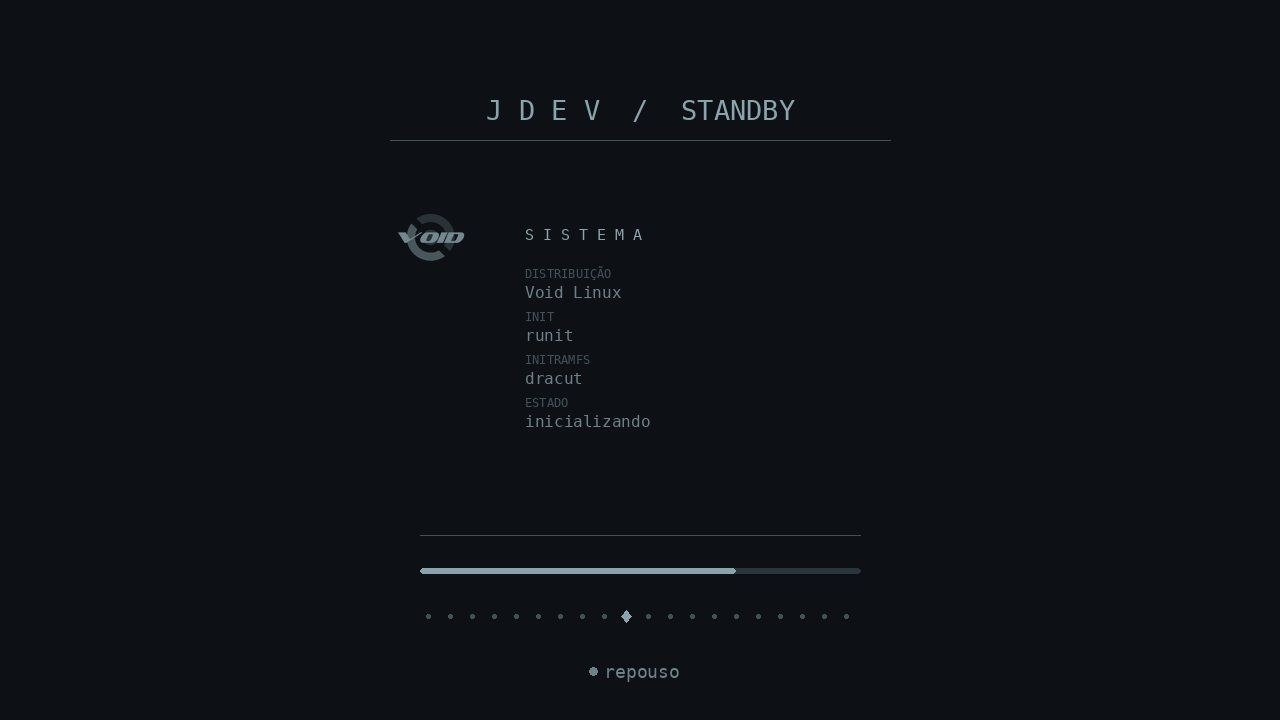 J D E V / STANDBY
VOID
S I S T E M A
DISTRIBUIÇÃO
Void Linux
INIT
runit
INITRAMFS
dracut
ESTADO
inicializando
repouso